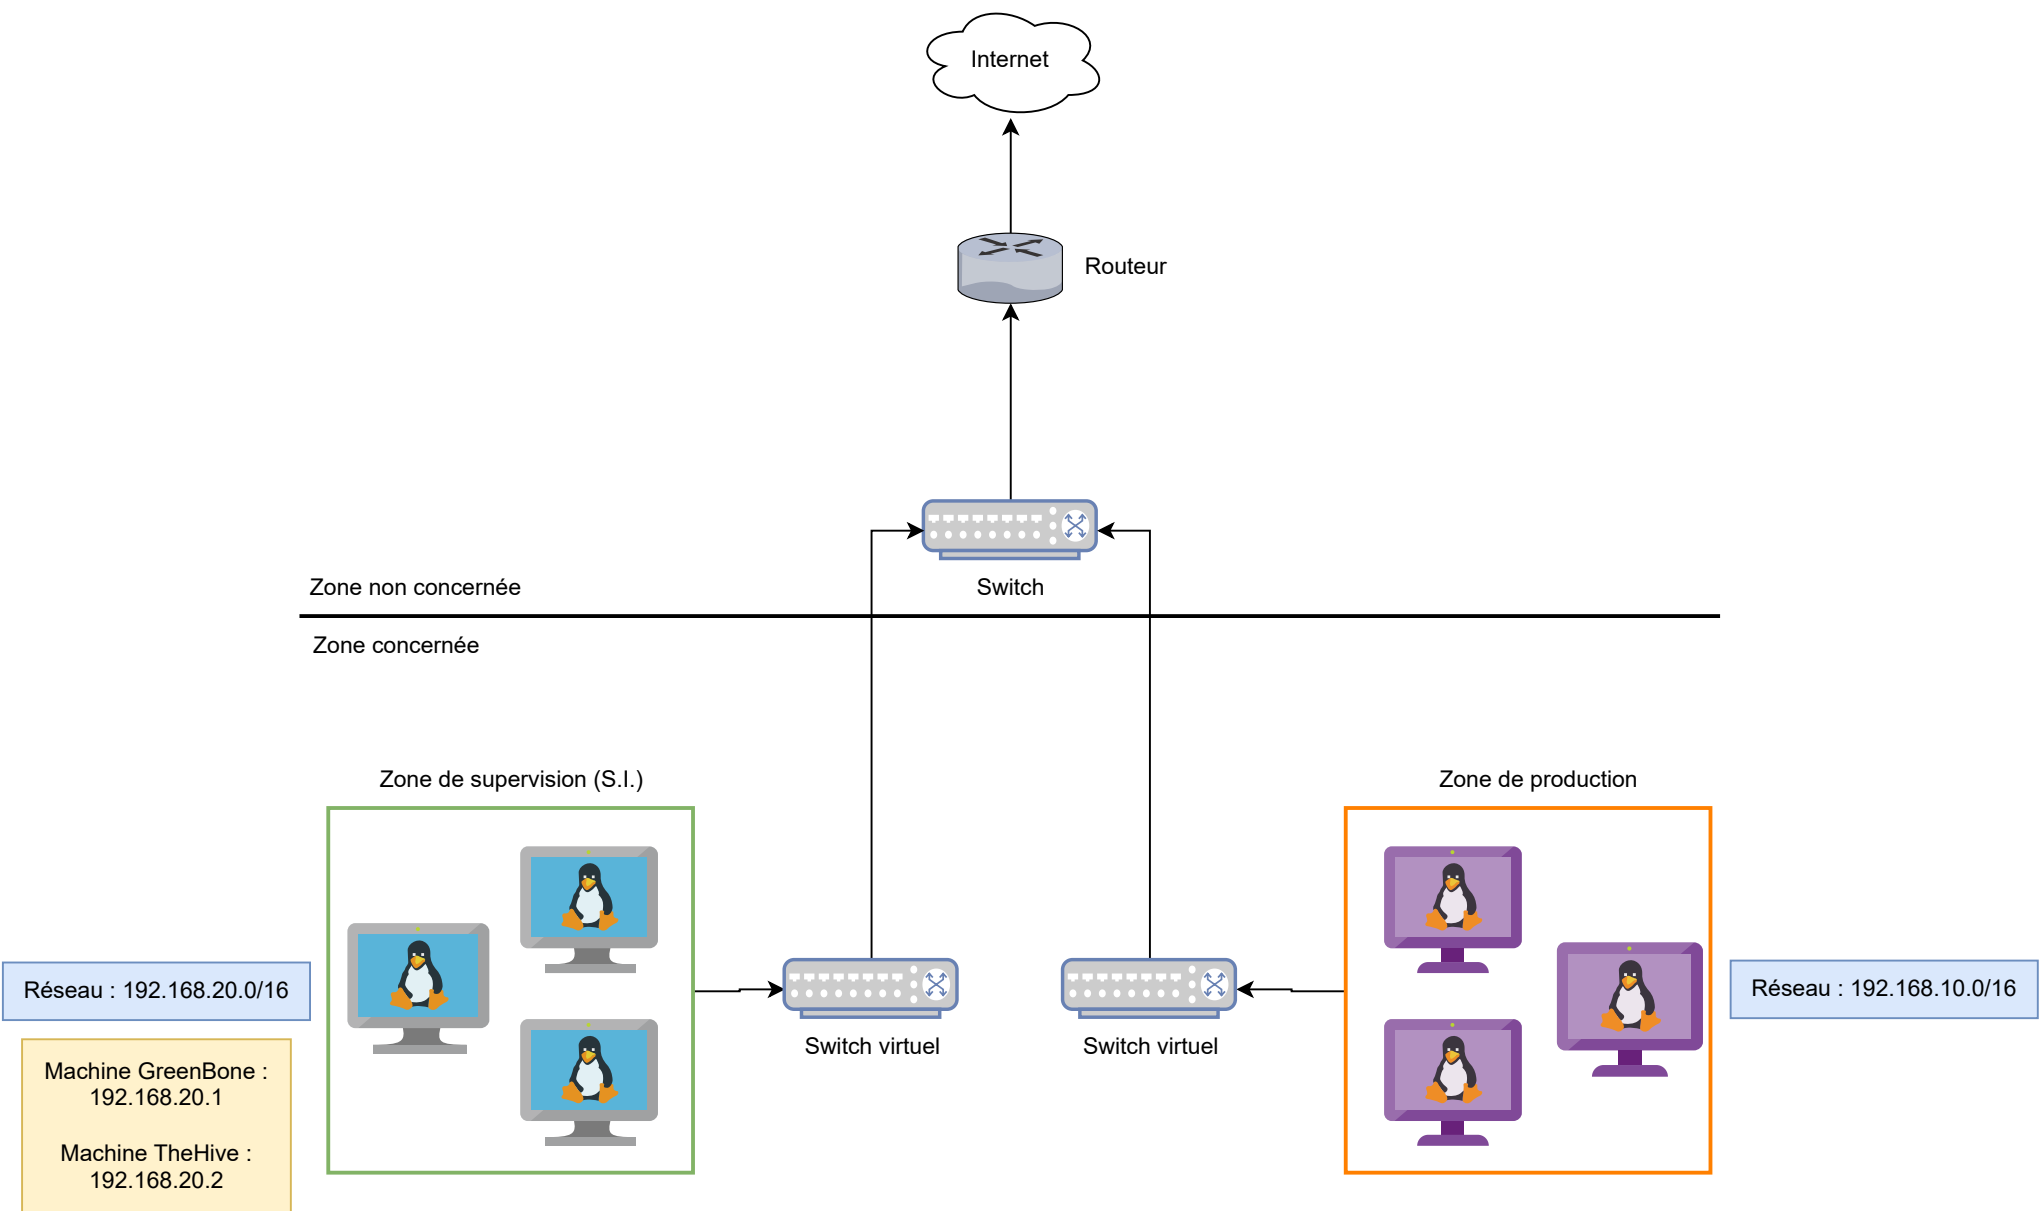 Internet
Routeur
Switch
Zone non concernée
Zone concernée
Zone de supervision (S.I.)
Zone de production
Réseau : 192.168.20.0/16
Réseau : 192.168.10.0/16
Switch virtuel
Switch virtuel
Machine GreenBone :
192.168.20.1
Machine TheHive :
192.168.20.2